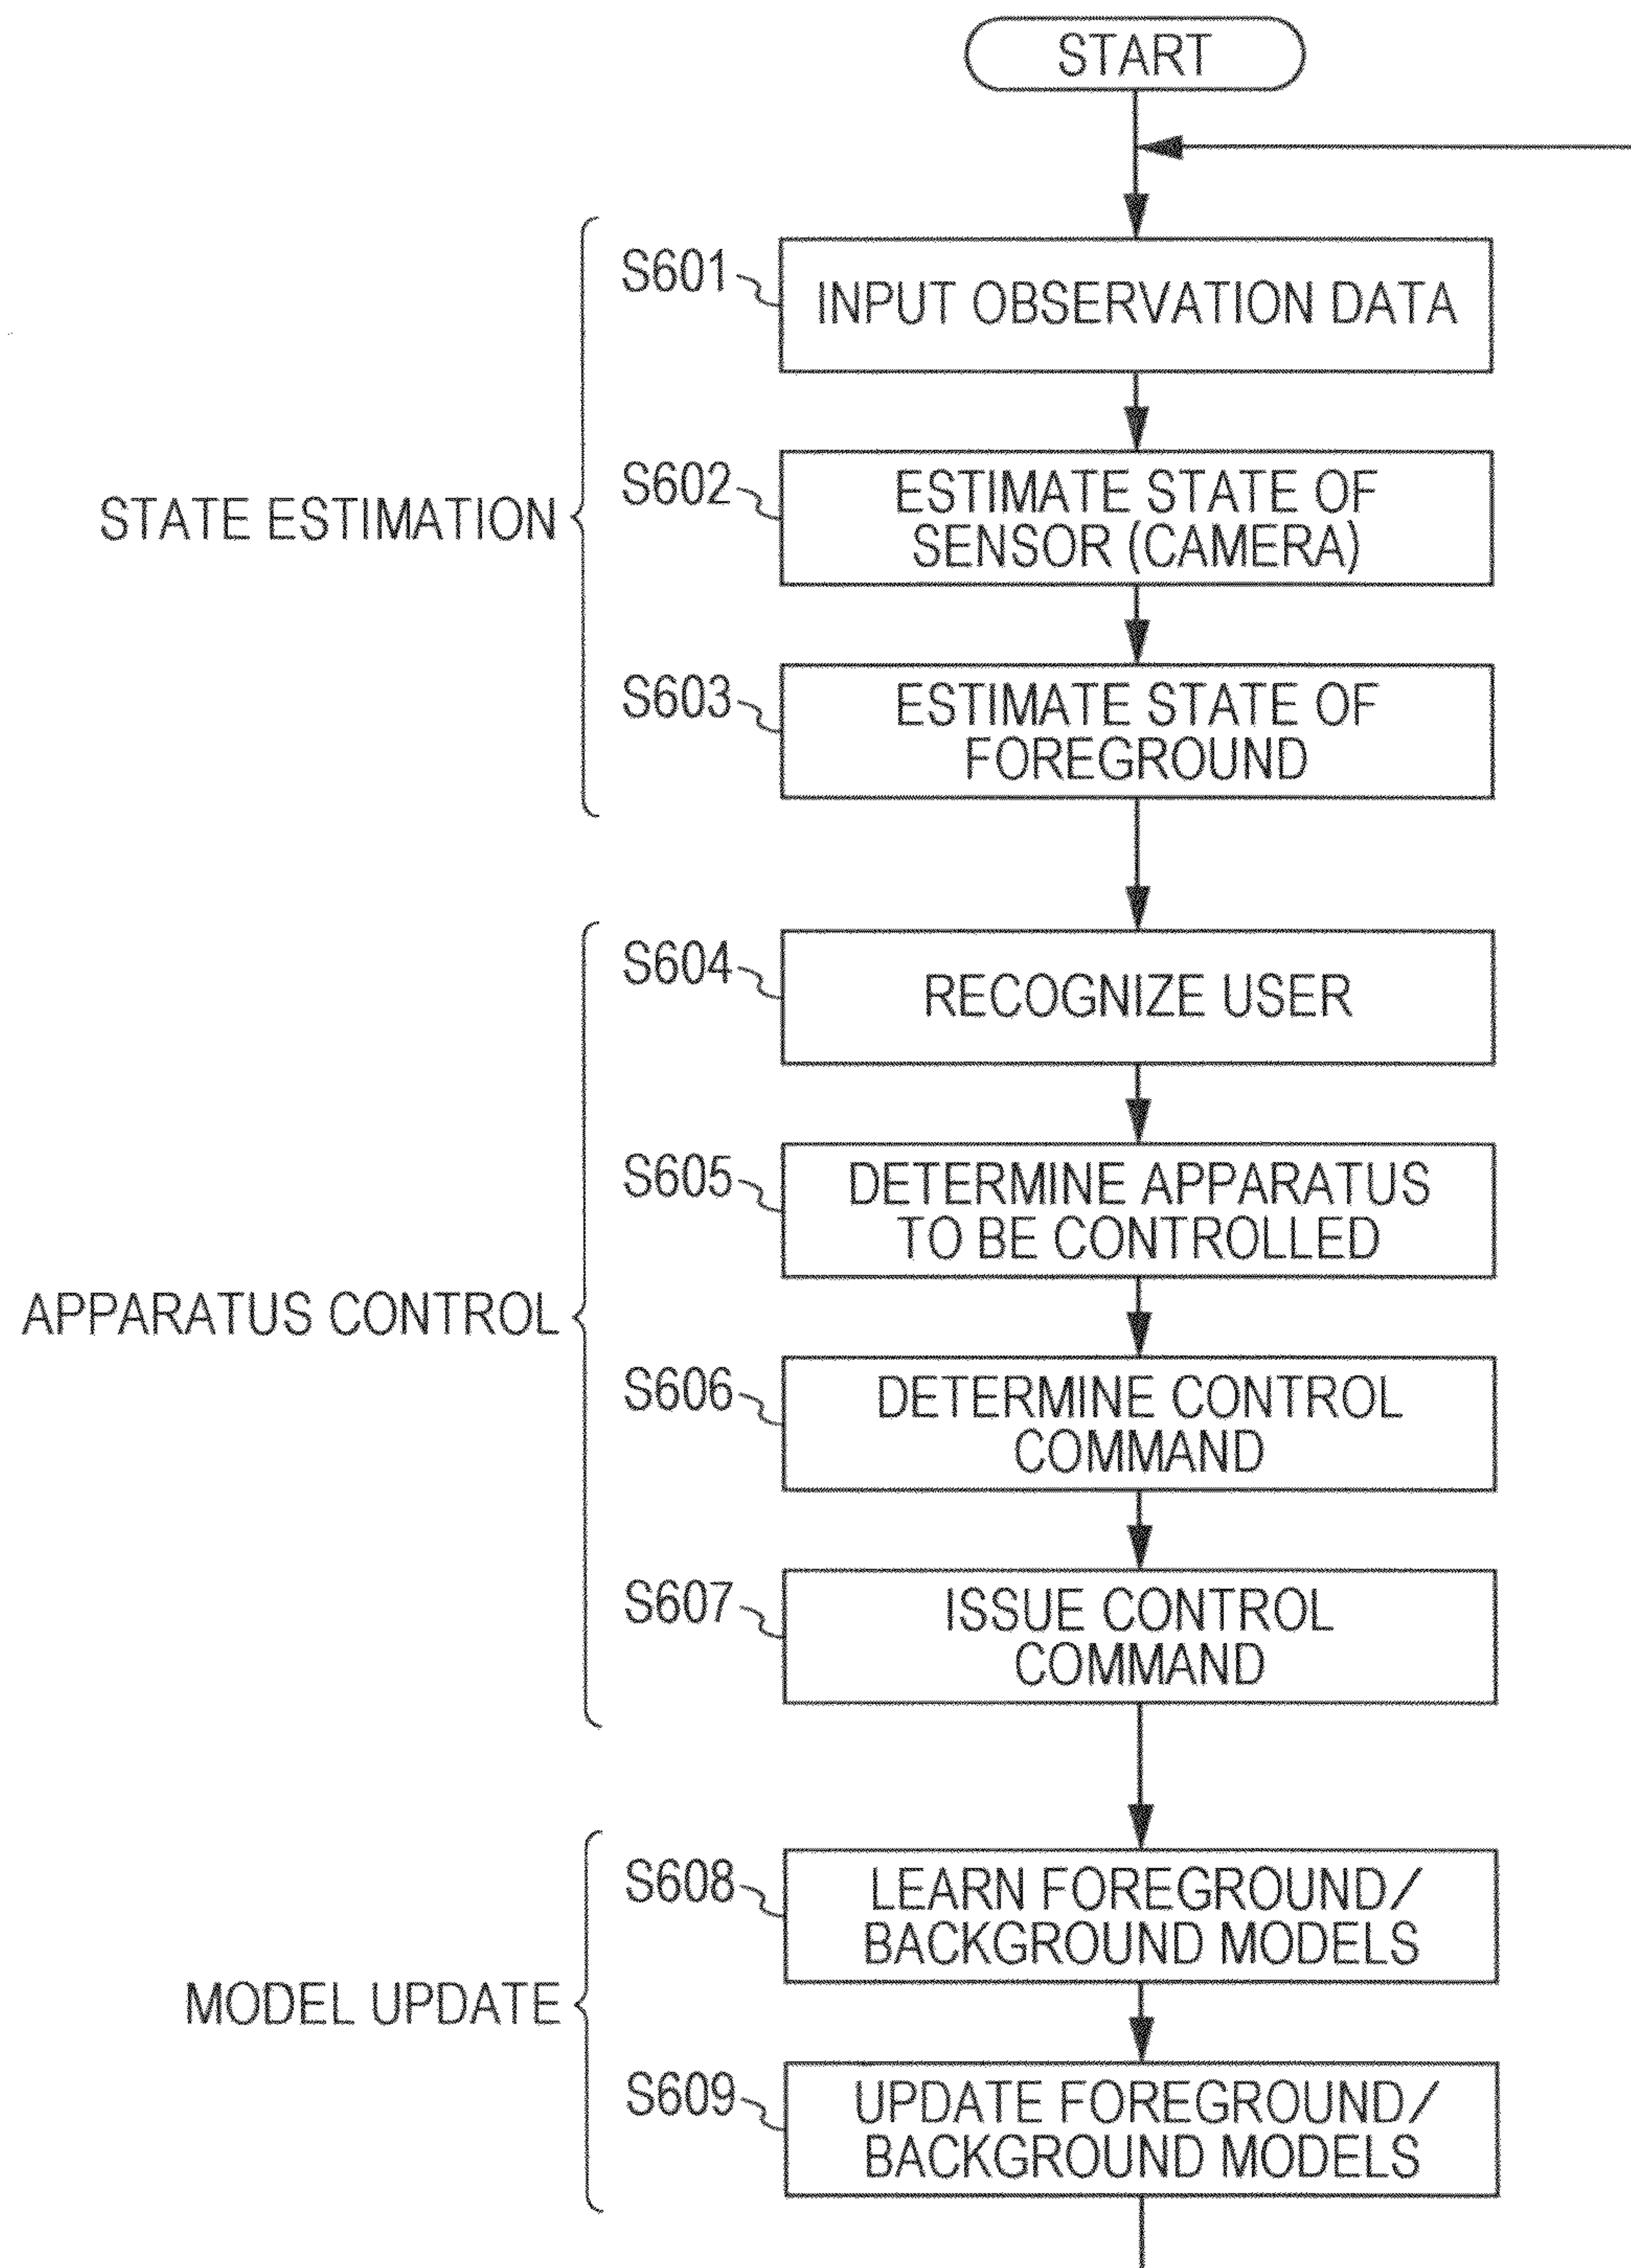 START
S601
INPUT OBSERVATION DATA
STATE ESTIMATION
S602
ESTIMATE STATE OF
SENSOR (CAMERA)
S603
ESTIMATE STATE OF
FOREGROUND
S604
RECOGNIZE USER
APPARATUS CONTROL
S605
DETERMINE APPARATUS
TO BE CONTROLLED
S606
DETERMINE CONTROL
COMMAND
S607
ISSUE CONTROL
COMMAND
MODEL UPDATE
S608
LEARN FOREGROUND/
BACKGROUND MODELS
S609
UPDATE FOREGROUND/
BACKGROUND MODELS